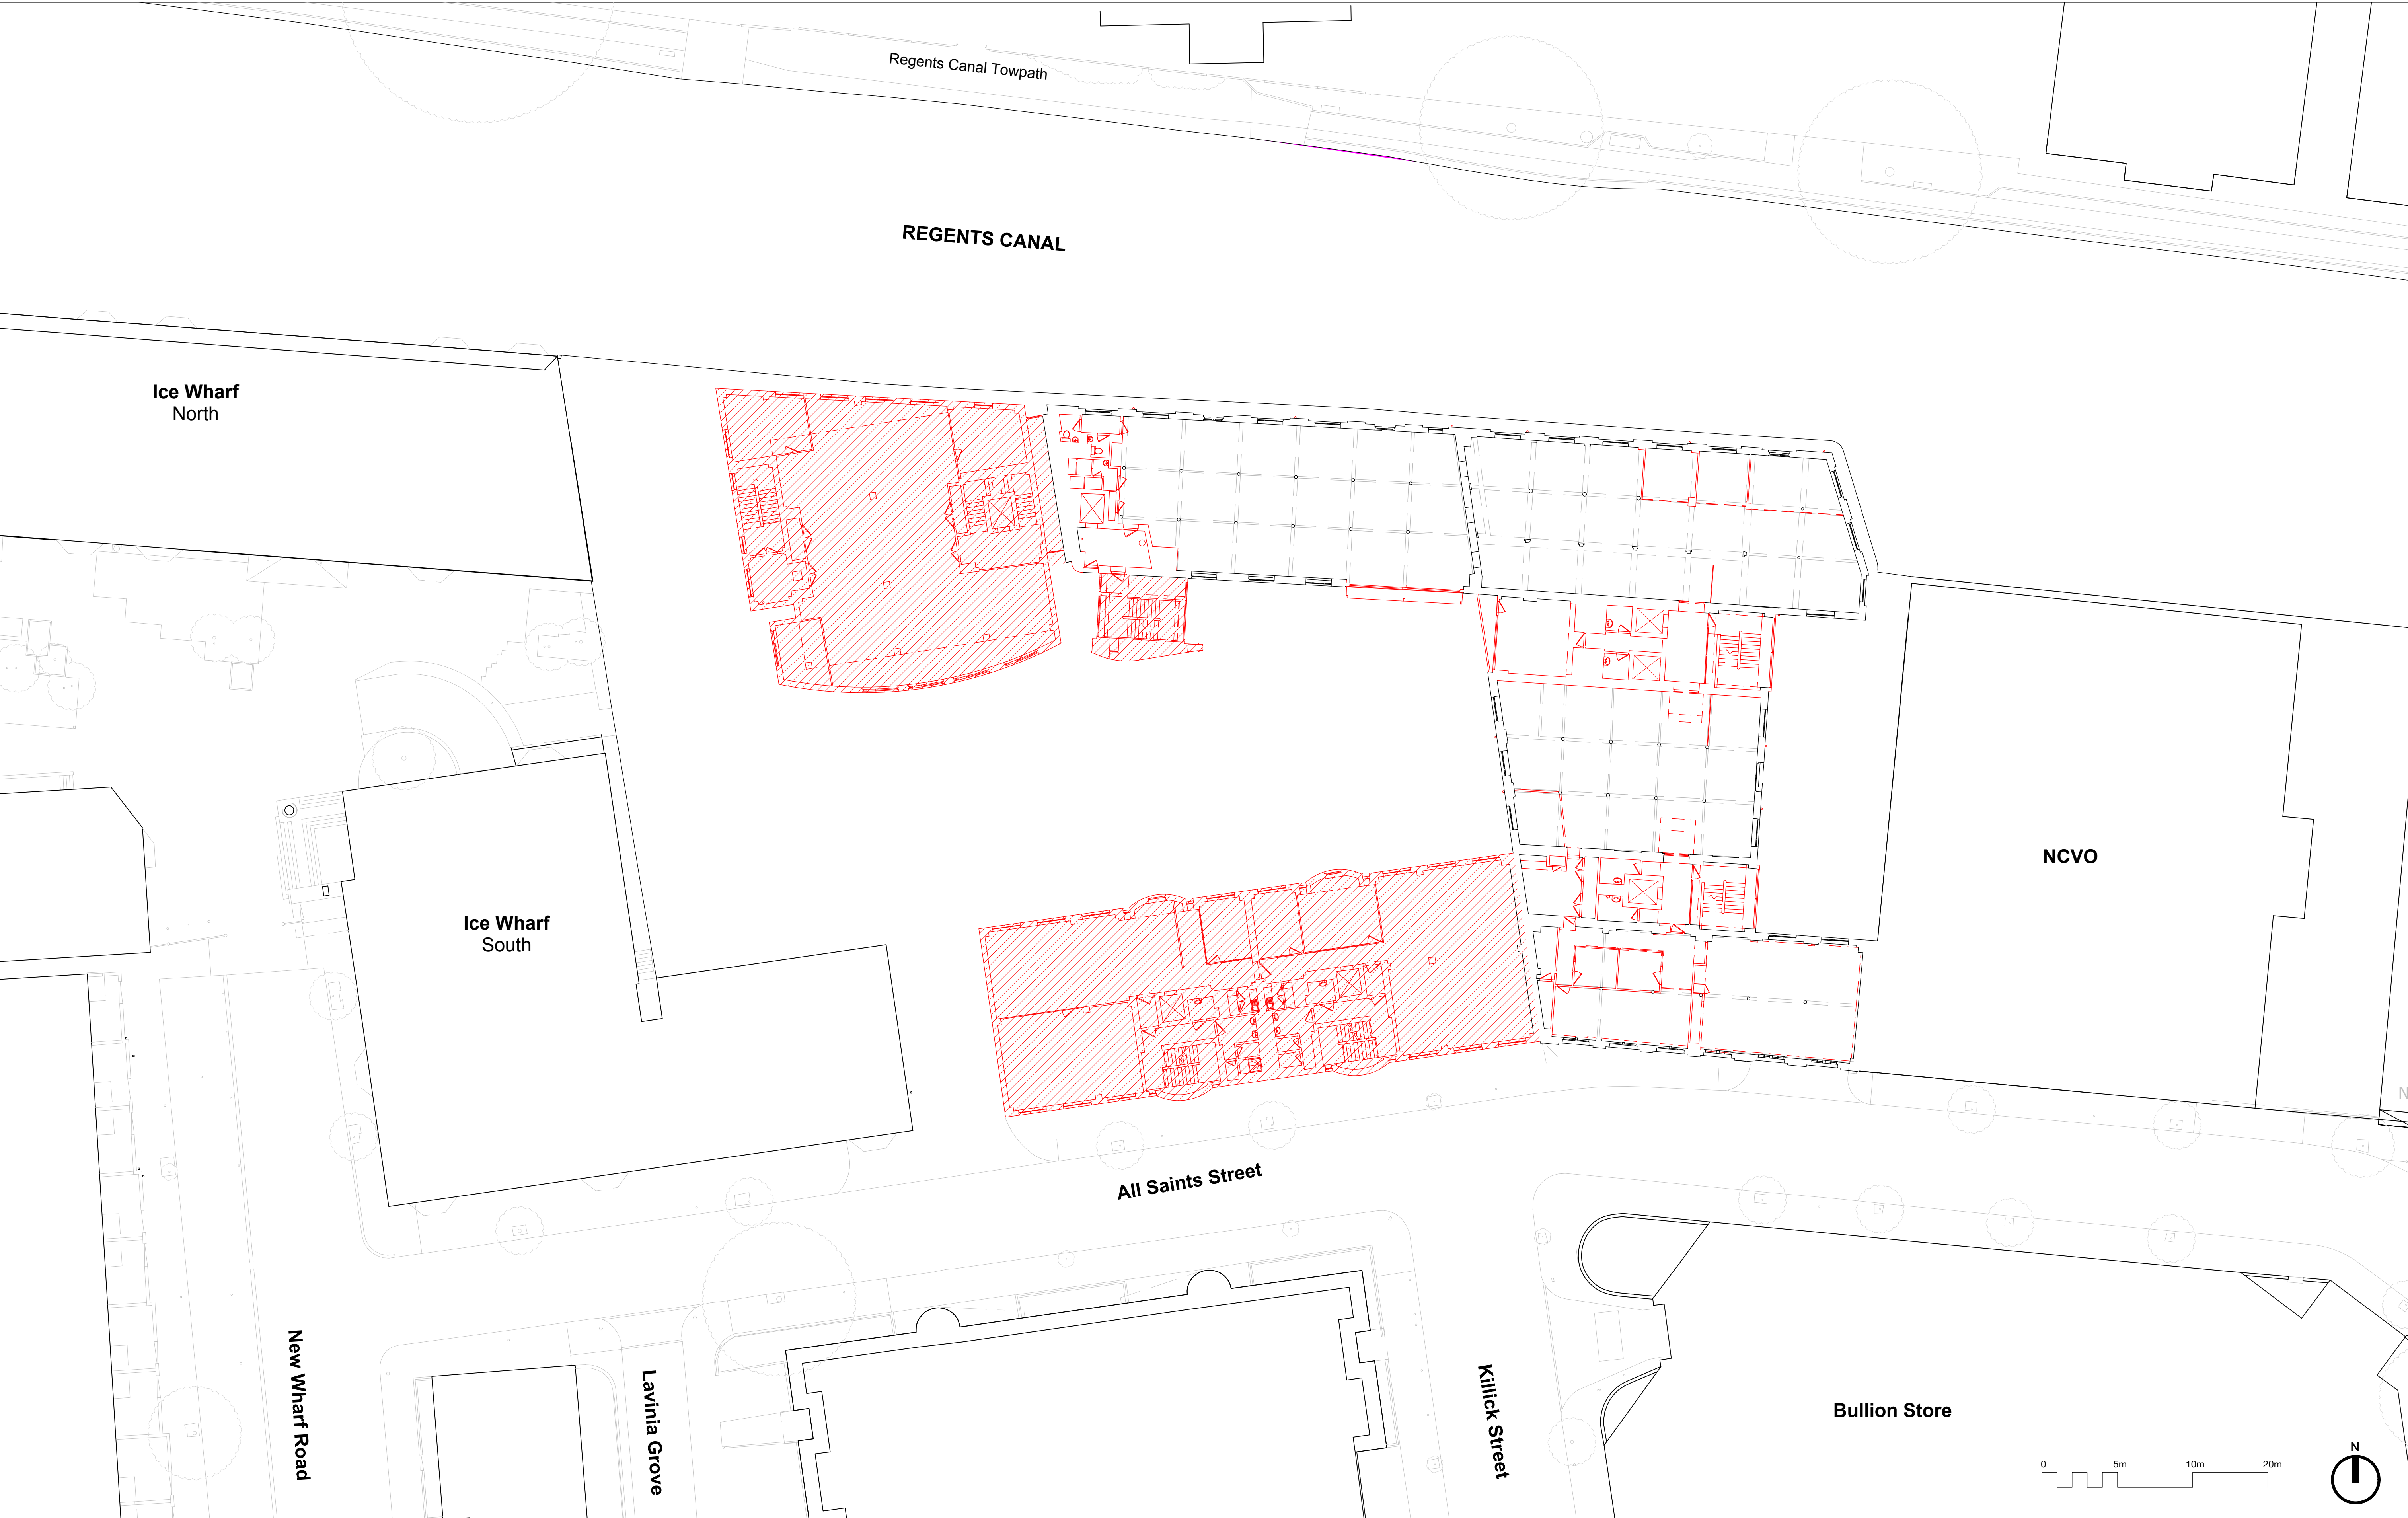 Regents Canal Towpath
REGENTS CANAL
Ice Wharf
North
NCVO
Ice Wharf
South
N
All Saints Street
New Wharf Road
Lavinia Grove
Killick Street
Bullion Store
N
0 5m 10m 20m